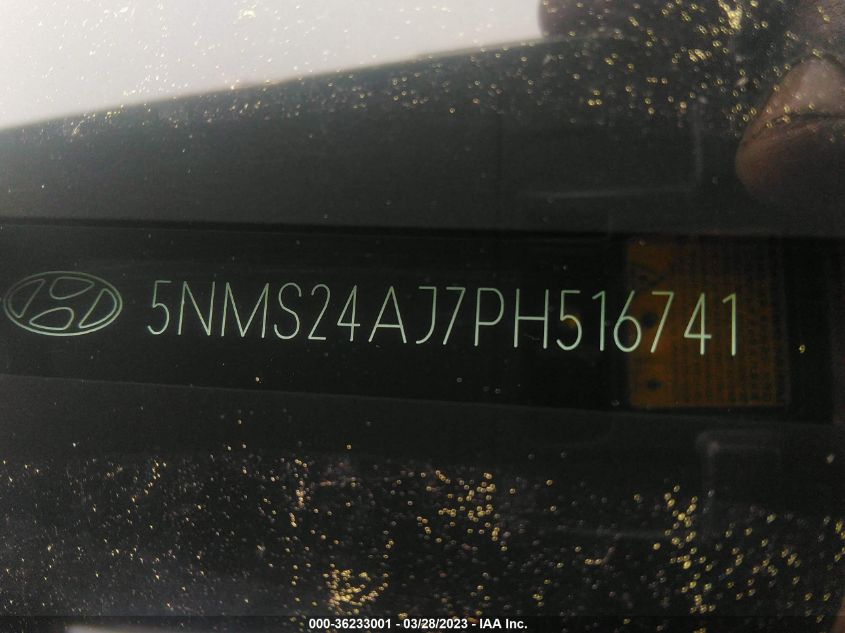 5NMS24AJ7PH516741
000-36233001 - 03/28/2023 - IAA Inc.